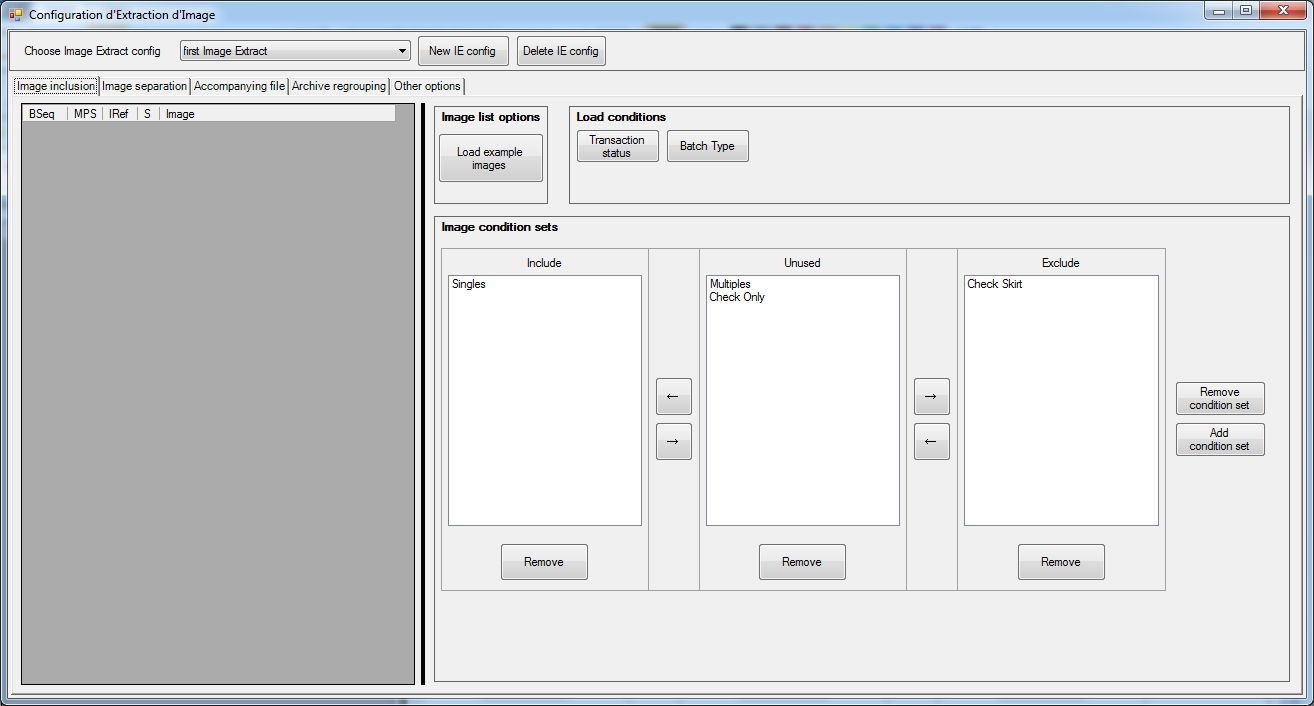 Configuration d'Extraction d'Image
Choose Image Extract config
first Image Extract
New IE config
Delete IE config
Image inclusion
Image separation
Accompanying file
Archive regrouping
Other options
BSeq MPS IRef S Image
Image list options
Load example
images
Load conditions
Transaction
status
Batch Type
Image condition sets
Include
Singles
Remove
←
→
Unused
Multiples
Check Only
Remove
→
←
Exclude
Check Skirt
Remove
Remove
condition set
Add
condition set